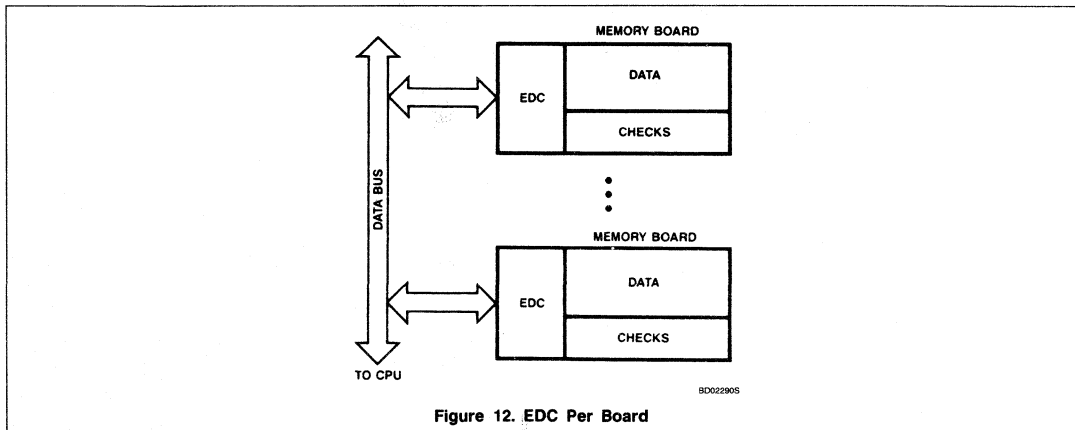 MEMORY BOARD
DATA
EDC
CHECKS
DATA BUS
MEMORY BOARD
DATA
EDC
CHECKS
TO CPU
BD02290S
Figure 12. EDC Per Board